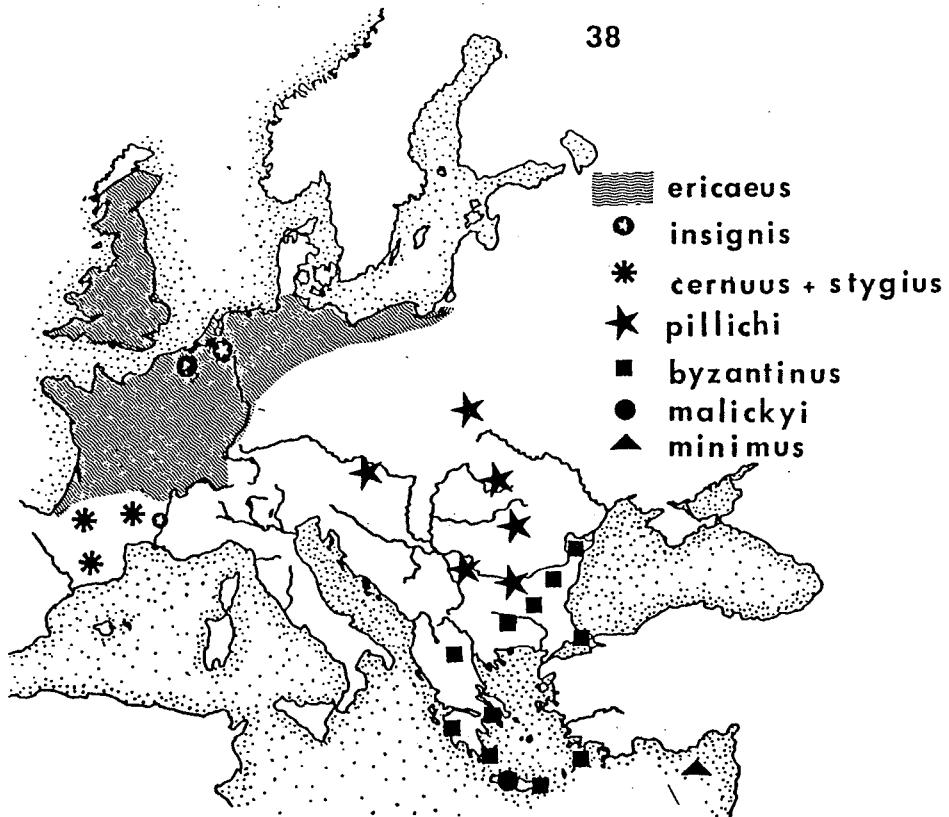 38
ericaeus
insignis
cernuus + stygius
pillichi
byzantinus
malickyi
minimus